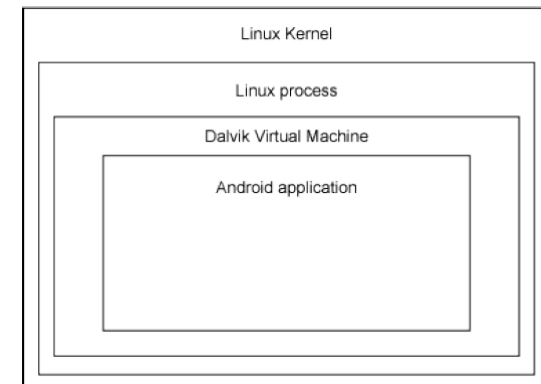 Linux Kernel
Linux process
Dalvik Virtual Machine
Android application